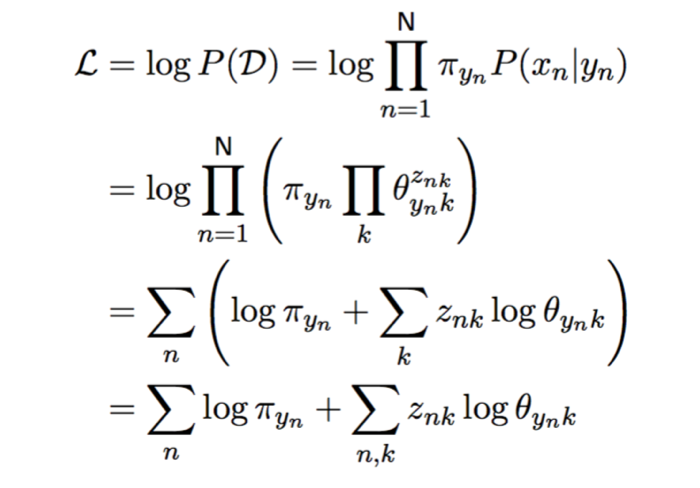 ℒ = log P(𝒟) = log ∏_{n=1}^{N} π_{y_n} P(x_n|y_n)
= log ∏_{n=1}^{N} ( π_{y_n} ∏_k θ_{y_n k}^{z_{nk}} )
= ∑_n ( log π_{y_n} + ∑_k z_{nk} log θ_{y_n k} )
= ∑_n log π_{y_n} + ∑_{n,k} z_{nk} log θ_{y_n k}